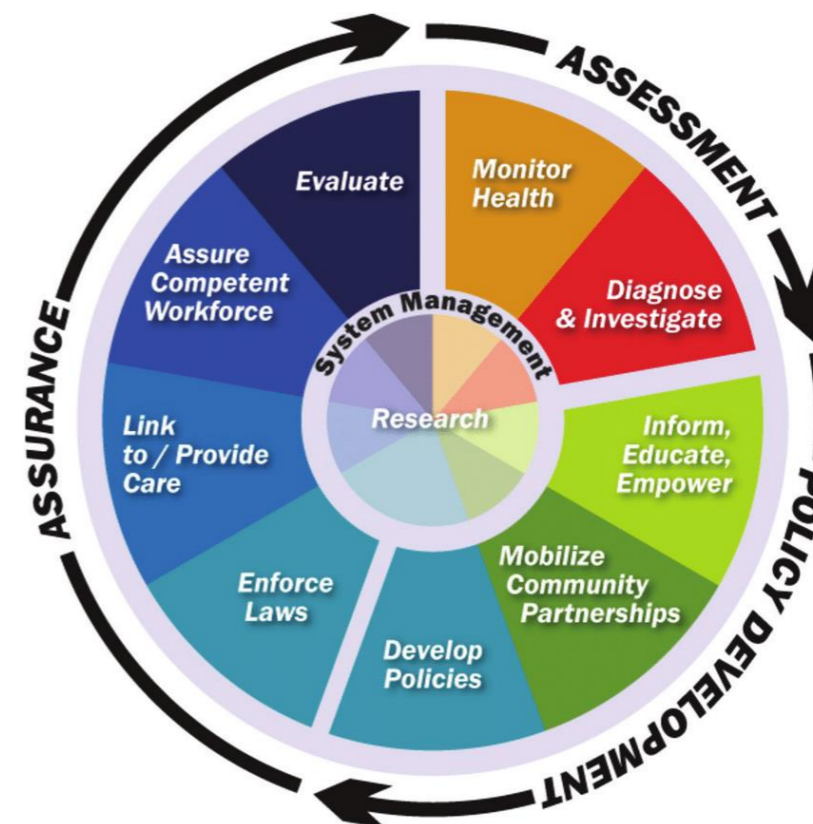 ASSESSMENT
Monitor
Health
Diagnose
& Investigate
POLICY DEVELOPMENT
Inform,
Educate,
Empower
Mobilize
Community
Partnerships
Develop
Policies
ASSURANCE
Enforce
Laws
Link
to / Provide
Care
Assure
Competent
Workforce
Evaluate
System Management
Research